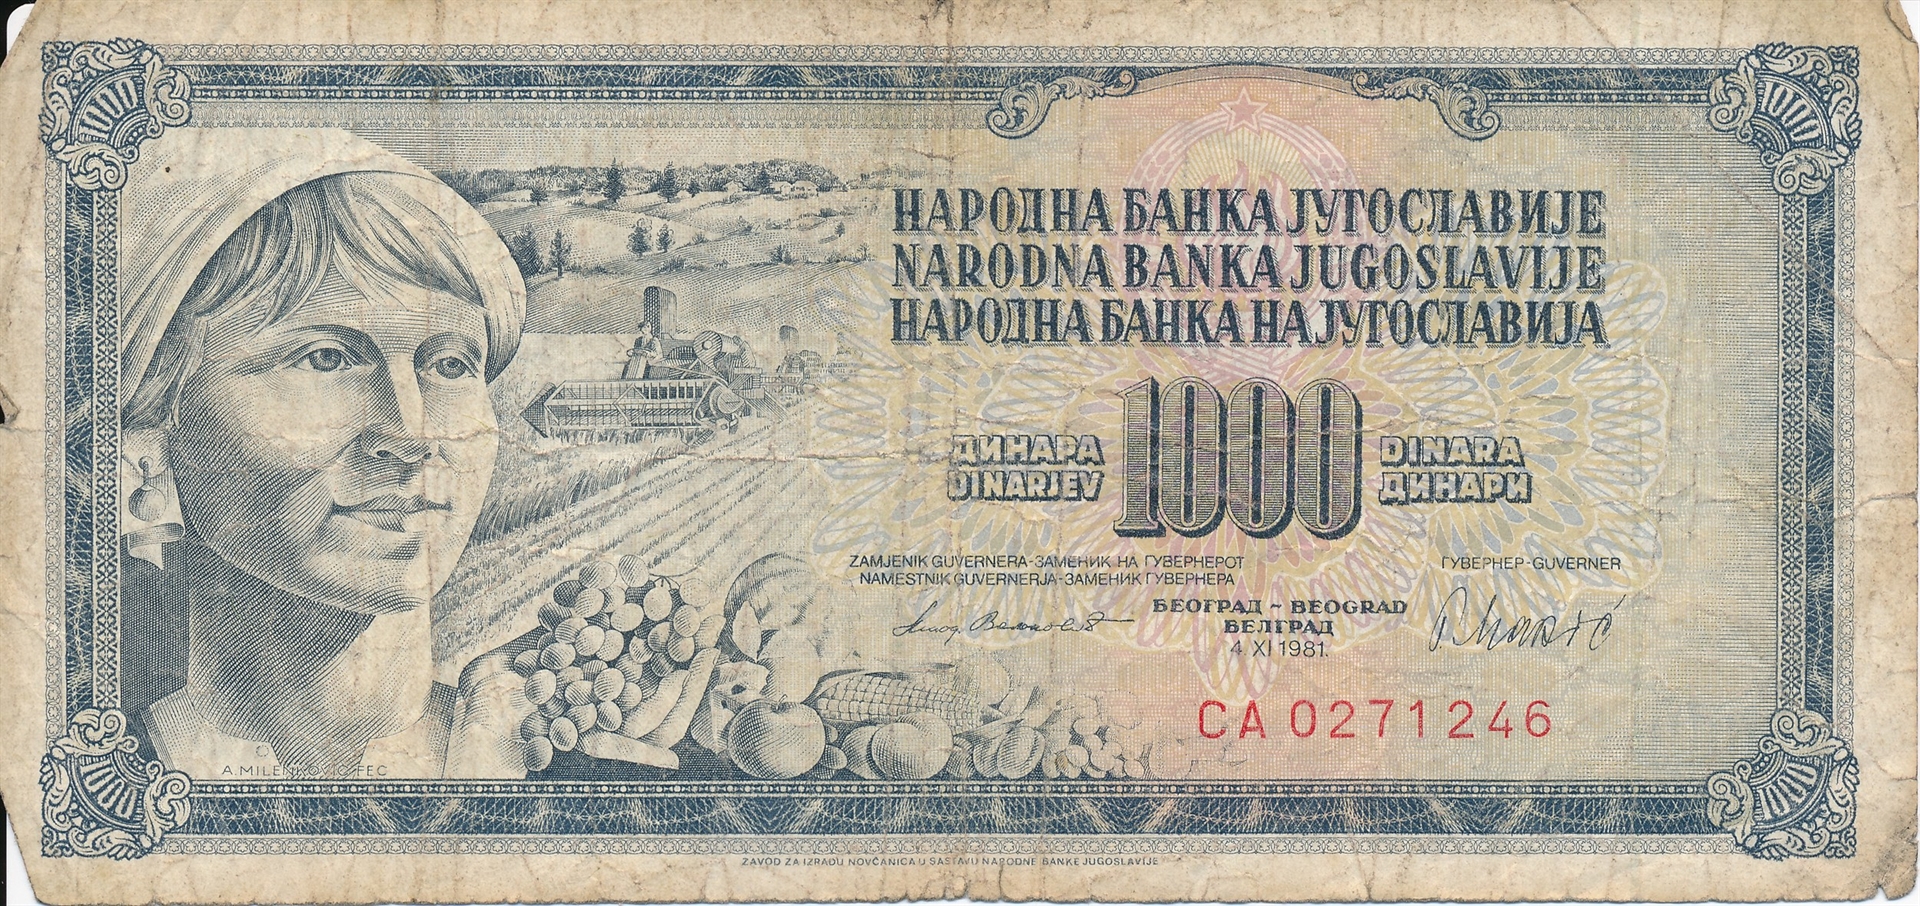 НАРОДНА БАНКА ЈУГОСЛАВИЈЕ
NARODNA BANKA JUGOSLAVIJE
НАРОДНА БАНКА НА ЈУГОСЛАВИЈА
ДИНАРА 1000 DINARA
DINARJEV ДИНАРИ
ZAMJENIK GUVERNERA-ЗАМЕНИК НА ГУВЕРНЕРОТ ГУВЕРНЕР-GUVERNER
NAMESTNIK GUVERNERJA-ЗАМЕНИК ГУВЕРНЕРА
БЕОГРАД - BEOGRAD
БЕЛГРАД
4 XI 1981.
CA 0271246
A.MILENKOVIĆ FEC
ZAVOD ZA IZRADU NOVČANICA U SASTAVU NARODNE BANKE JUGOSLAVIJE